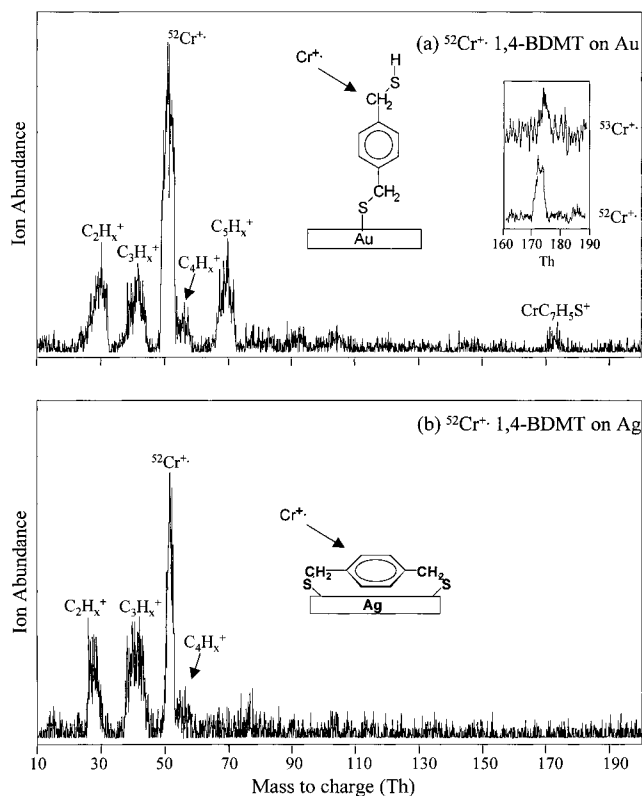 (a) ⁵²Cr⁺· 1,4-BDMT on Au
⁵²Cr⁺·
Cr⁺·
H
S
CH₂
CH₂
S
Au
C₂Hₓ⁺
C₃Hₓ⁺
C₄Hₓ⁺
C₅Hₓ⁺
CrC₇H₅S⁺
⁵³Cr⁺·
⁵²Cr⁺·
160 170 180 190
Th
Ion Abundance
(b) ⁵²Cr⁺· 1,4-BDMT on Ag
⁵²Cr⁺·
Cr⁺·
CH₂ CH₂
S S
Ag
C₂Hₓ⁺
C₃Hₓ⁺
C₄Hₓ⁺
Ion Abundance
10 30 50 70 90 110 130 150 170 190
Mass to charge (Th)